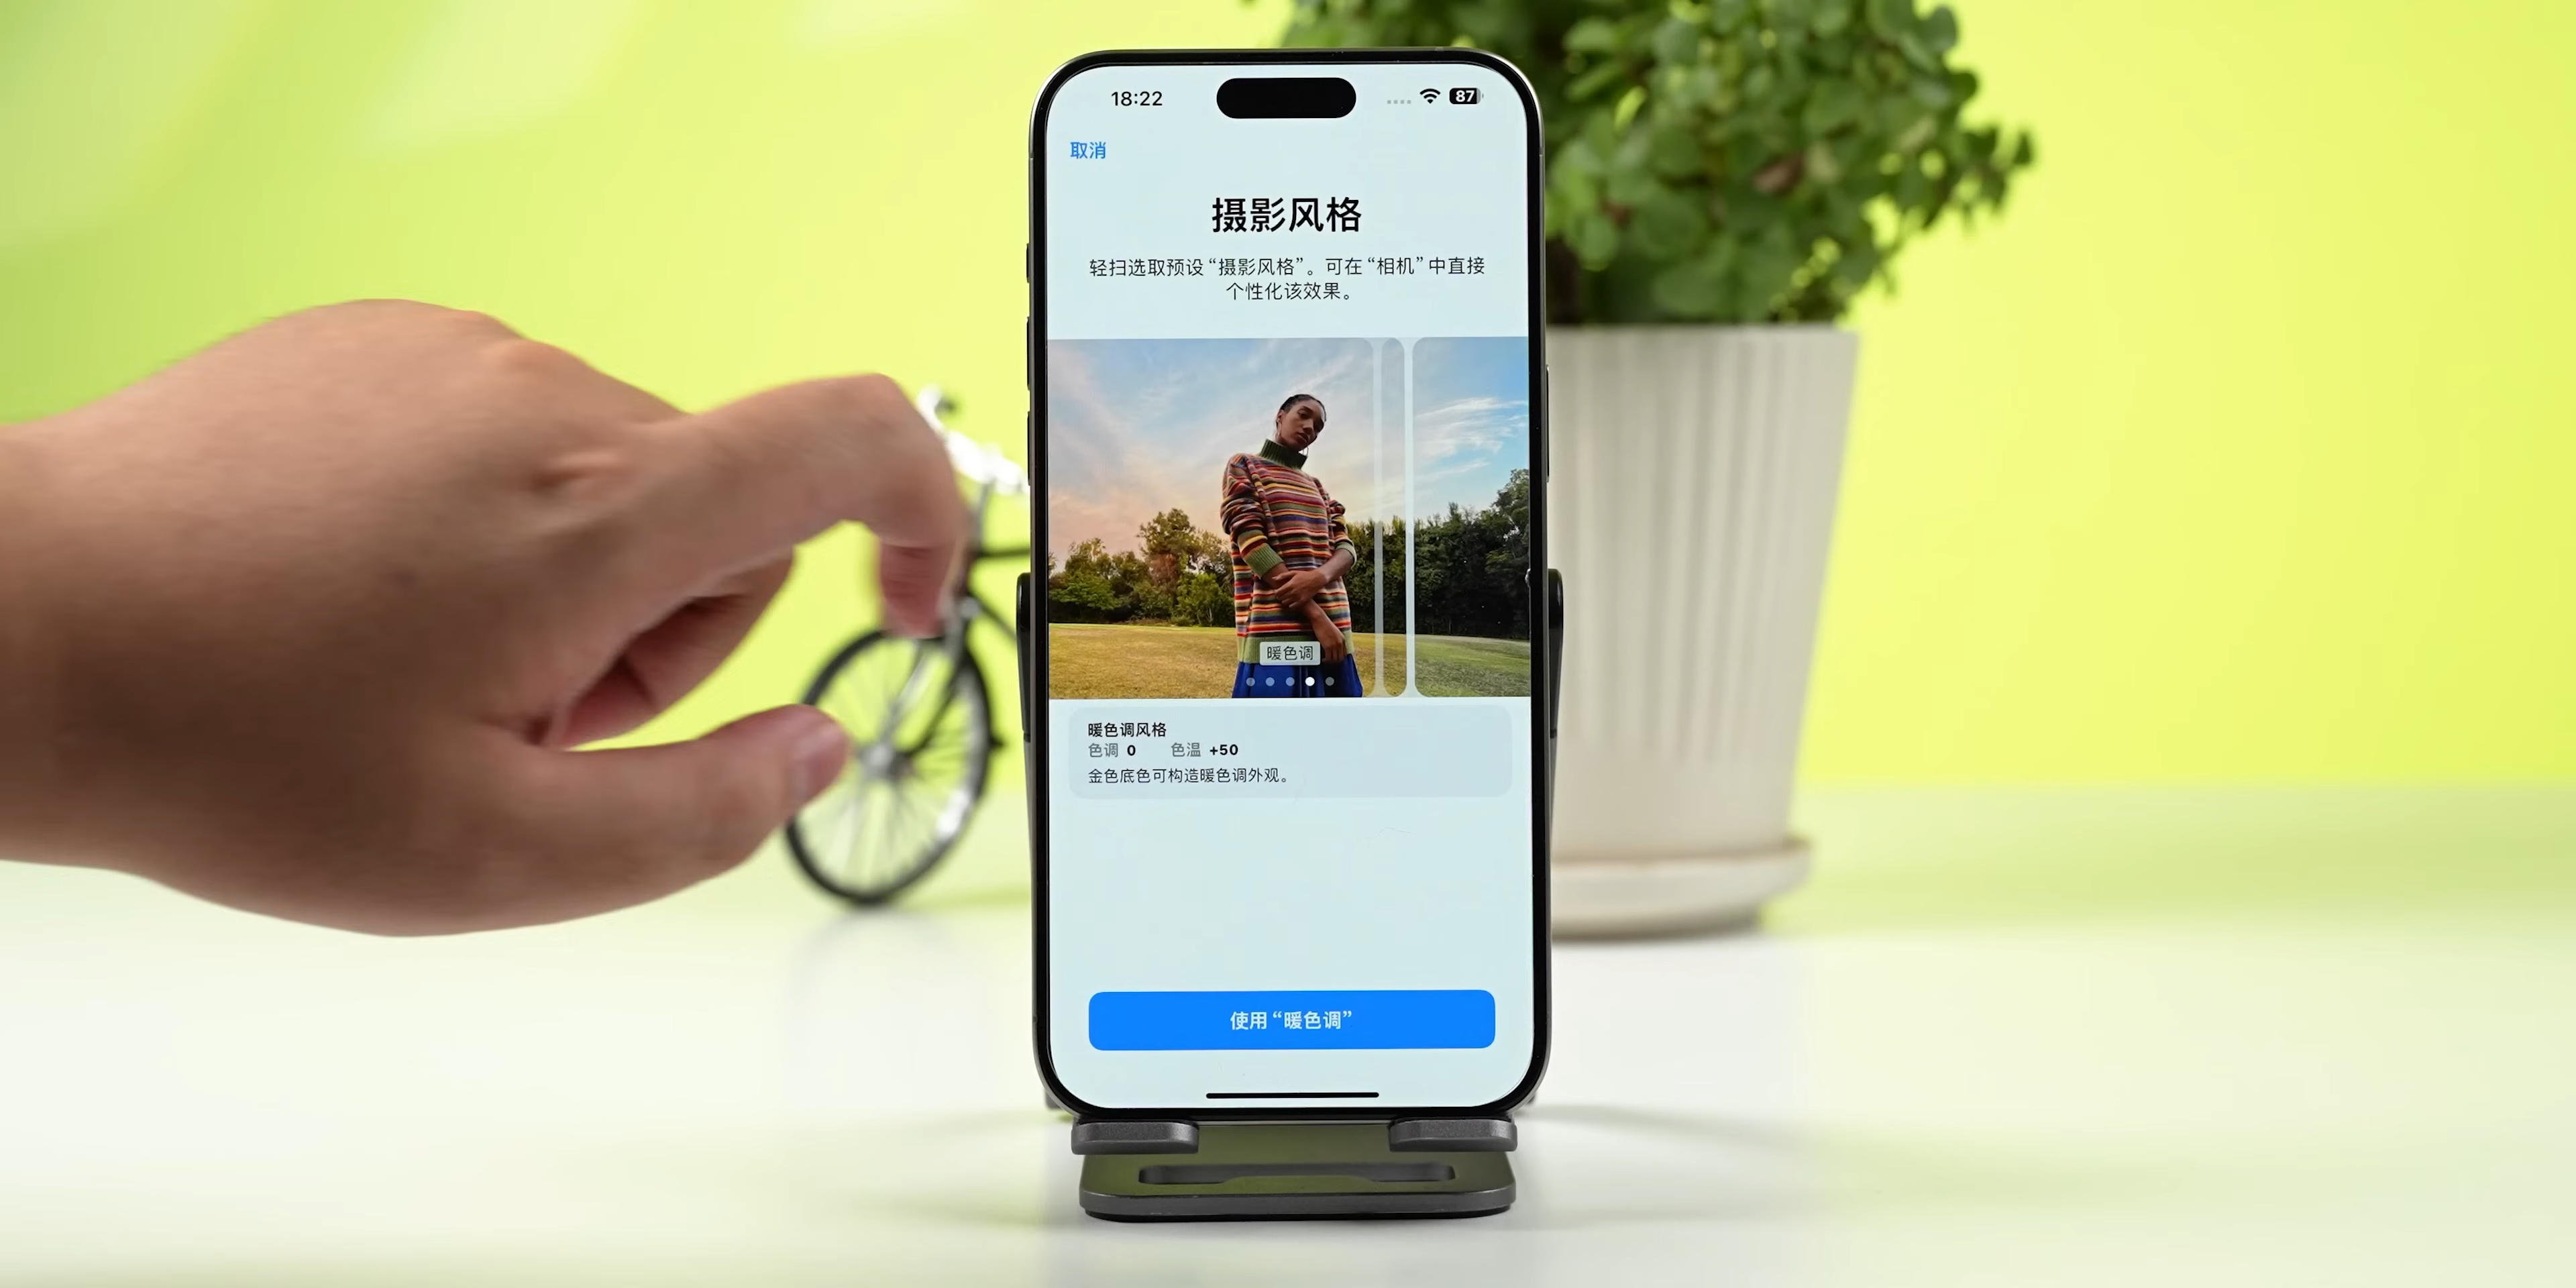 18:22
87
取消
摄影风格
轻扫选取预设“摄影风格”。可在“相机”中直接
个性化该效果。
暖色调
暖色调风格
色调 0 色温 +50
金色底色可构造暖色调外观。
使用“暖色调”